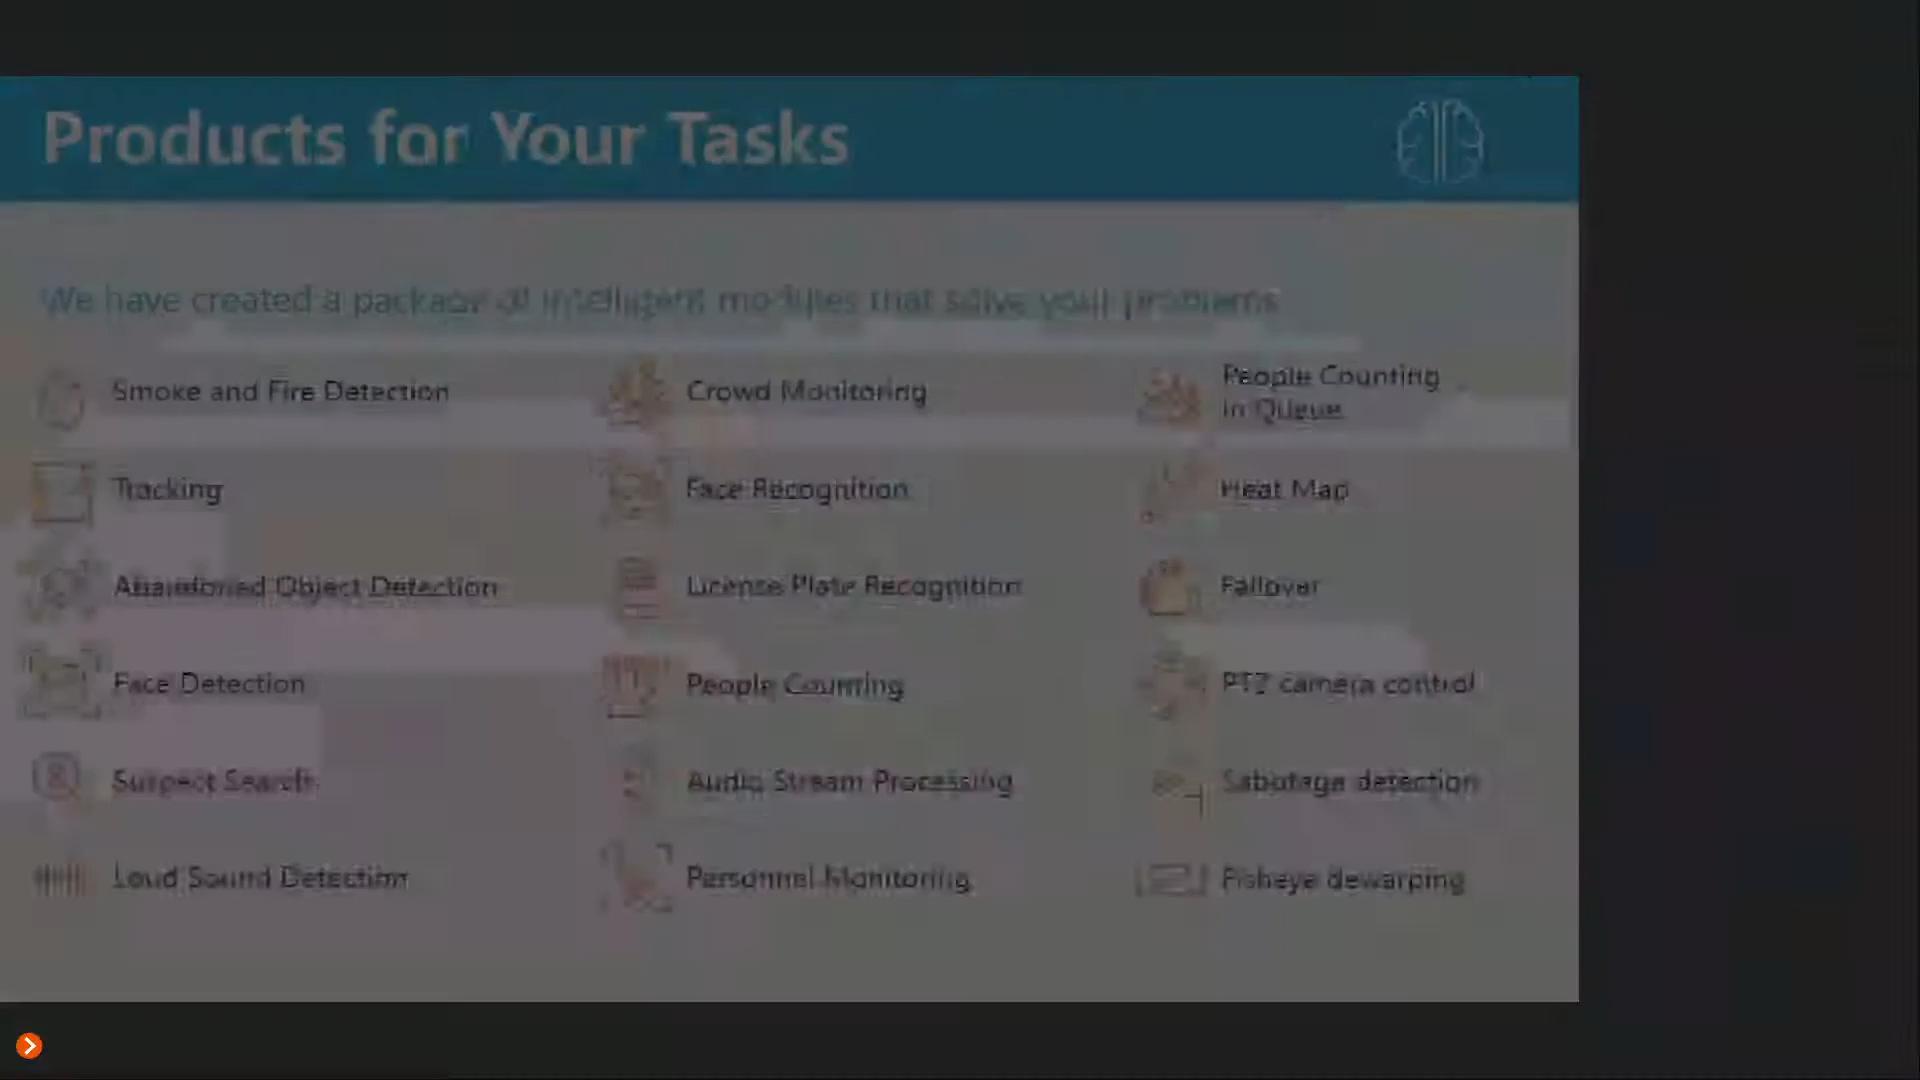 Products for Your Tasks
We have created a package of intelligent modules that solve your problems
Smoke and Fire Detection
Crowd Monitoring
People Counting
in Queue
Tracking
Face Recognition
Heat Map
Abandoned Object Detection
License Plate Recognition
Failover
Face Detection
People Counting
PTZ camera control
Suspect Search
Audio Stream Processing
Sabotage detection
Loud Sound Detection
Personnel Monitoring
Fisheye dewarping